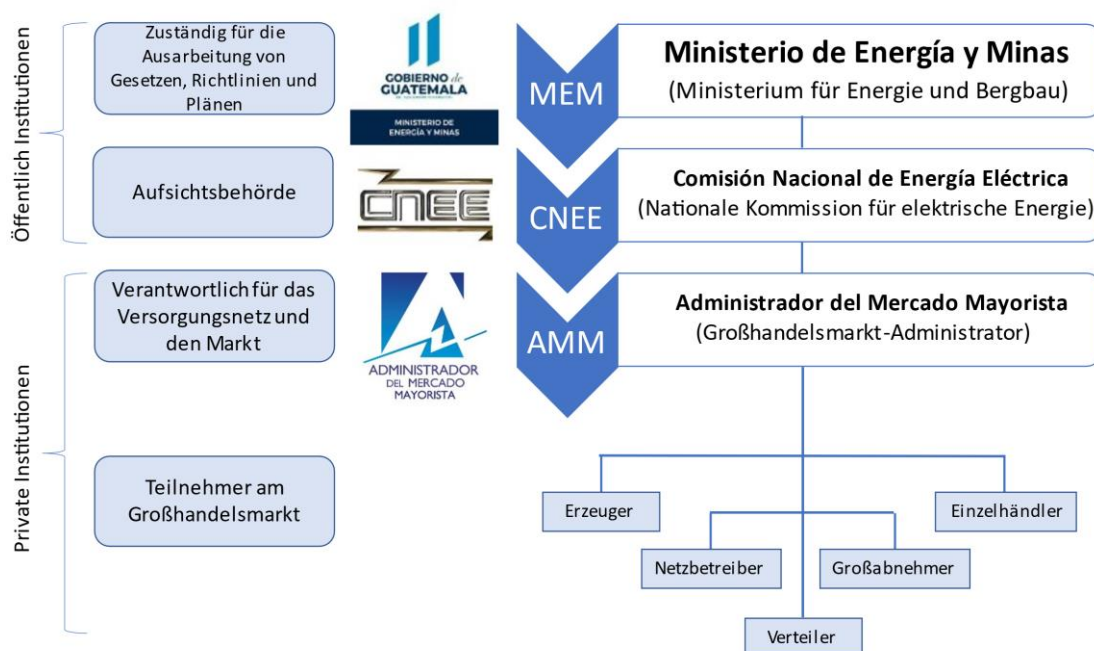 Öffentlich Institutionen
Zuständig für die
Ausarbeitung von
Gesetzen, Richtlinien und
Plänen
GOBIERNO de
GUATEMALA
MINISTERIO DE
ENERGÍA Y MINAS
MEM
Ministerio de Energía y Minas
(Ministerium für Energie und Bergbau)
Aufsichtsbehörde
CNEE
CNEE
Comisión Nacional de Energía Eléctrica
(Nationale Kommission für elektrische Energie)
Private Institutionen
Verantwortlich für das
Versorgungsnetz und
den Markt
ADMINISTRADOR
DEL MERCADO
MAYORISTA
AMM
Administrador del Mercado Mayorista
(Großhandelsmarkt-Administrator)
Teilnehmer am
Großhandelsmarkt
Erzeuger
Einzelhändler
Netzbetreiber
Großabnehmer
Verteiler